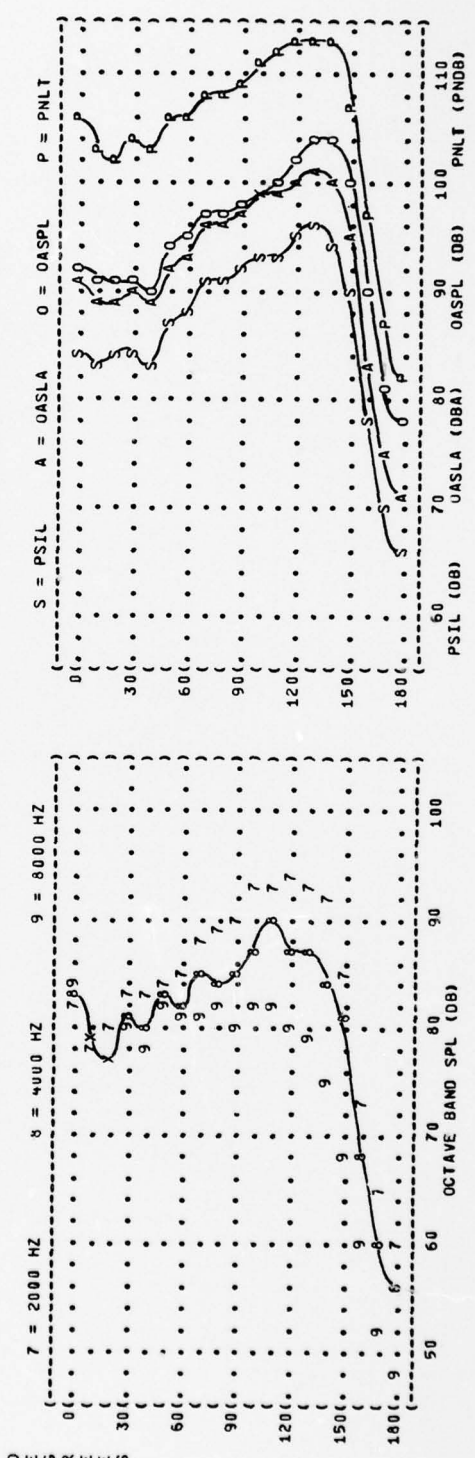 7 = 2000 HZ 8 = 4000 HZ 9 = 8000 HZ
0
30
60
90
120
150
180
50 60 70 80 90 100
OCTAVE BAND SPL (DB)
S = PSIL A = OASLA O = OASPL P = PNLT
0
30
60
90
120
150
180
60 70 80 90 100 110
PSIL (DB) OASLA (DBA) OASPL (DB) PNLT (PNDB)